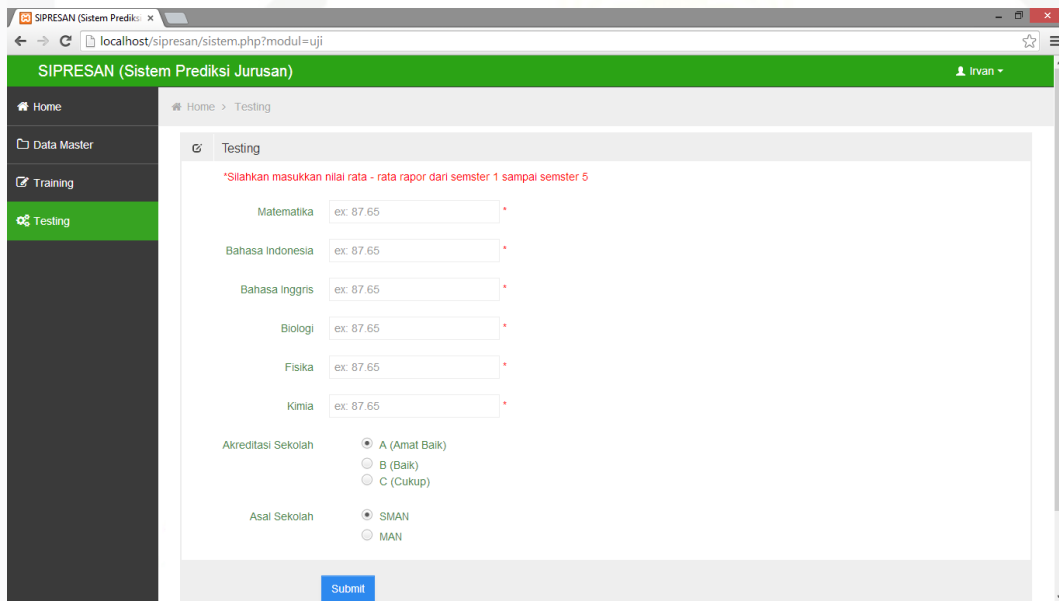 SIPRESAN (Sistem Prediks
localhost/sipresan/sistem.php?modul=uji
SIPRESAN (Sistem Prediksi Jurusan)
Irvan
Home
Home > Testing
Data Master
Testing
Training
*Silahkan masukkan nilai rata - rata rapor dari semster 1 sampai semster 5
Testing
Matematika ex: 87.65 *
Bahasa Indonesia ex: 87.65 *
Bahasa Inggris ex: 87.65 *
Biologi ex: 87.65 *
Fisika ex: 87.65 *
Kimia ex: 87.65 *
Akreditasi Sekolah A (Amat Baik)
B (Baik)
C (Cukup)
Asal Sekolah SMAN
MAN
Submit